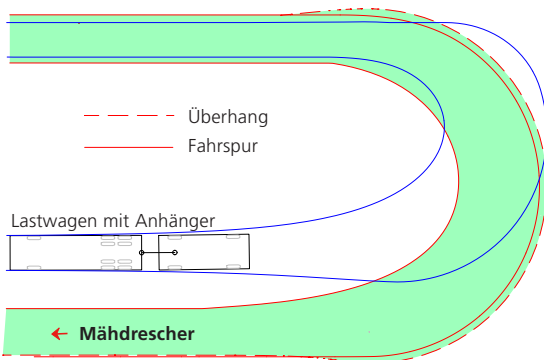 Überhang
Fahrspur
Lastwagen mit Anhänger
Mähdrescher